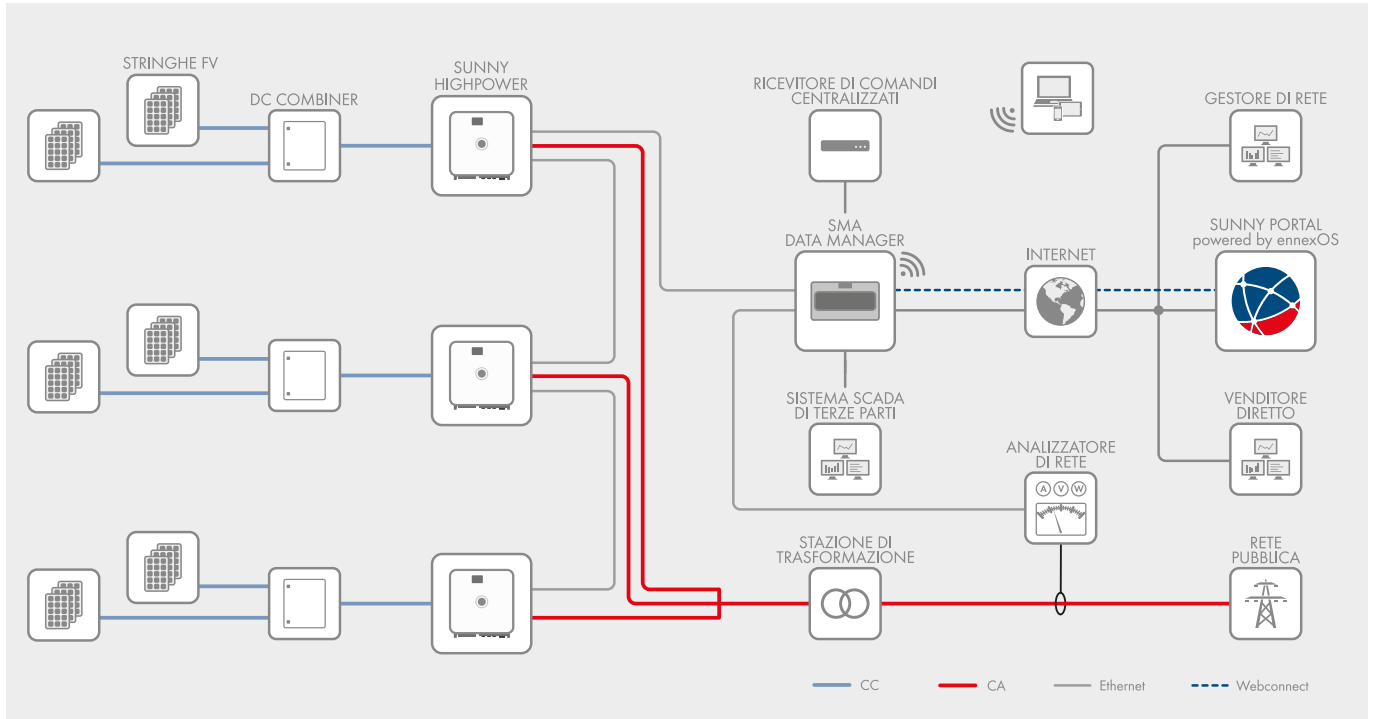 STRINGHE FV
DC COMBINER
SUNNY
HIGHPOWER
RICEVITORE DI COMANDI
CENTRALIZZATI
GESTORE DI RETE
SMA
DATA MANAGER
INTERNET
SUNNY PORTAL
powered by ennexOS
SISTEMA SCADA
DI TERZE PARTI
VENDITORE
DIRETTO
ANALIZZATORE
DI RETE
A V W
STAZIONE DI
TRASFORMAZIONE
RETE
PUBBLICA
CC
CA
Ethernet
Webconnect